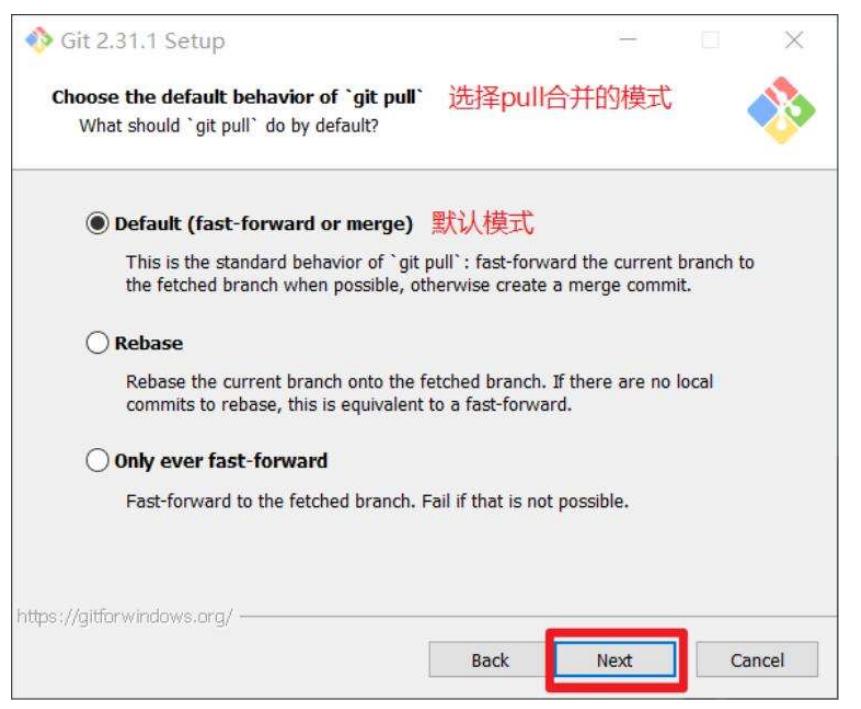 Git 2.31.1 Setup
Choose the default behavior of `git pull` 选择pull合并的模式
What should `git pull` do by default?
Default (fast-forward or merge) 默认模式
This is the standard behavior of `git pull`: fast-forward the current branch to
the fetched branch when possible, otherwise create a merge commit.
Rebase
Rebase the current branch onto the fetched branch. If there are no local
commits to rebase, this is equivalent to a fast-forward.
Only ever fast-forward
Fast-forward to the fetched branch. Fail if that is not possible.
https://gitforwindows.org/
Back Next Cancel